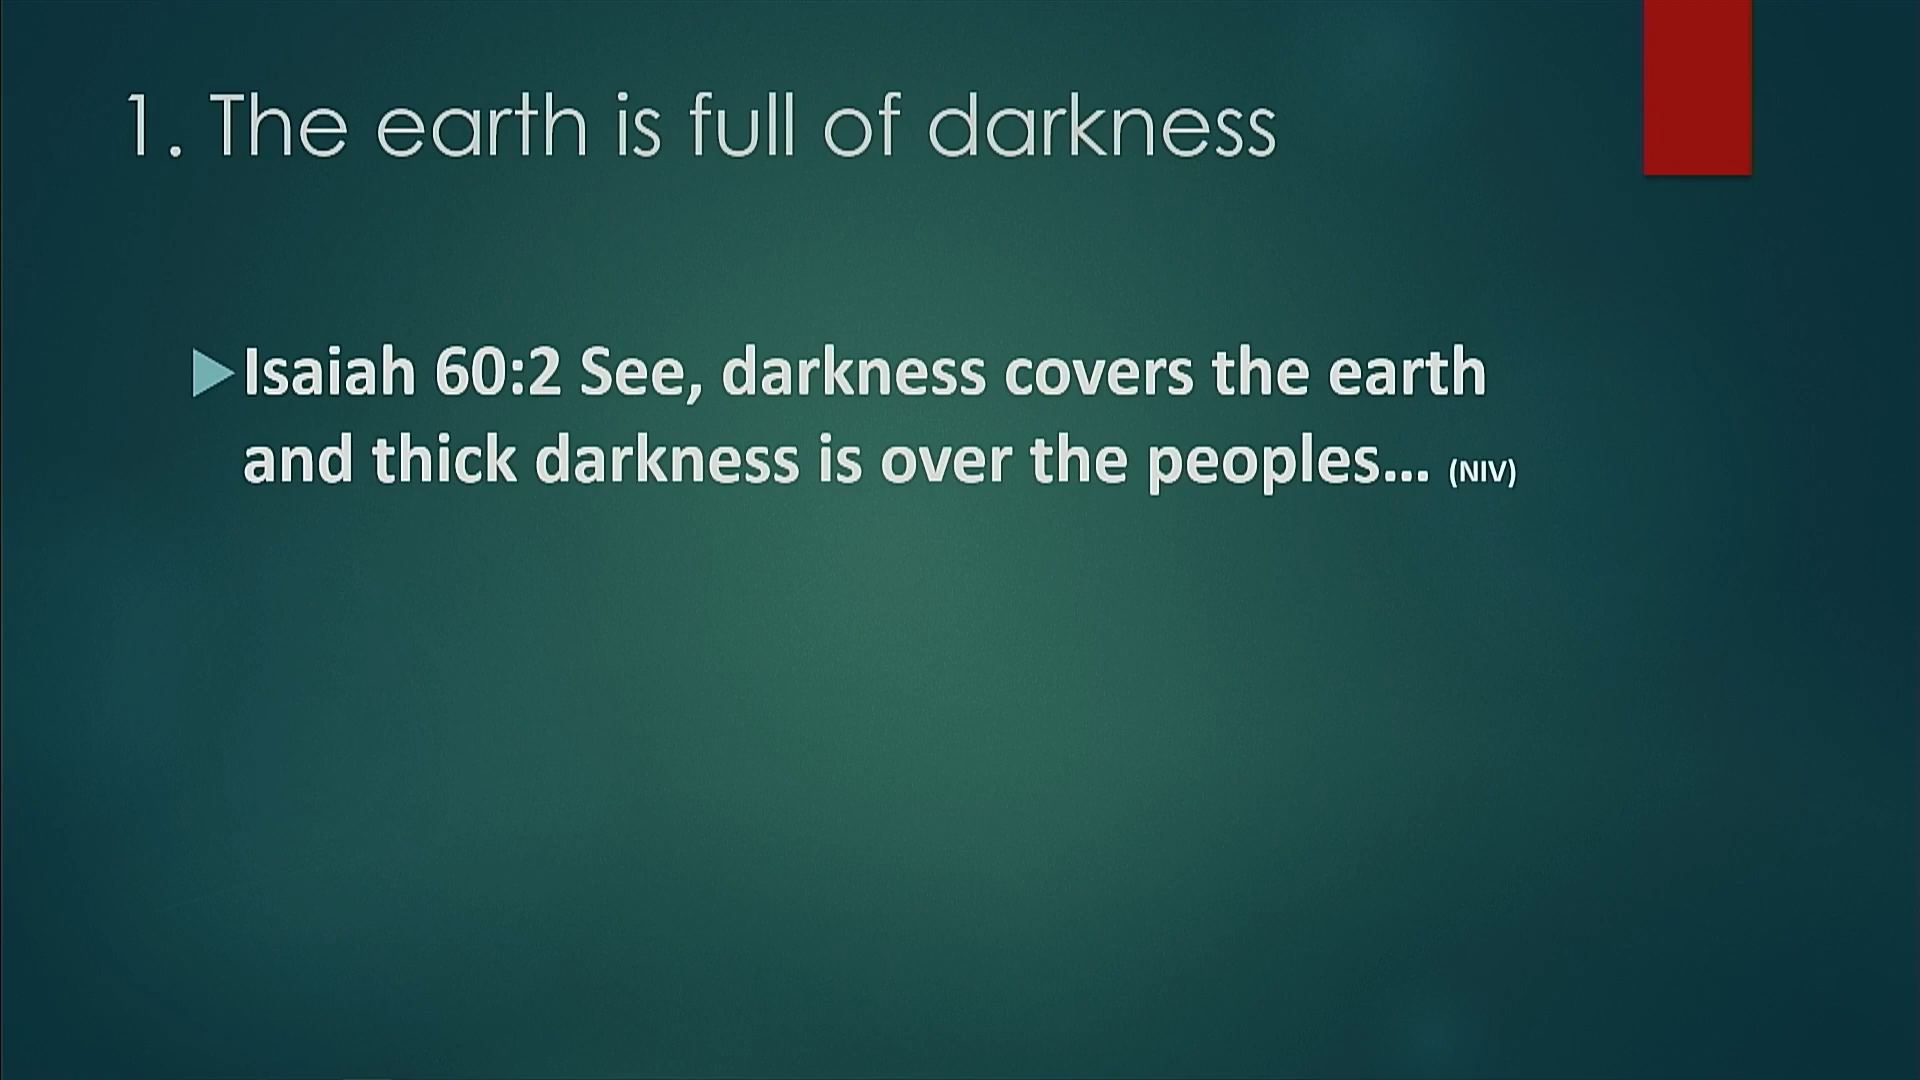 1. The earth is full of darkness
Isaiah 60:2 See, darkness covers the earth
and thick darkness is over the peoples... (NIV)